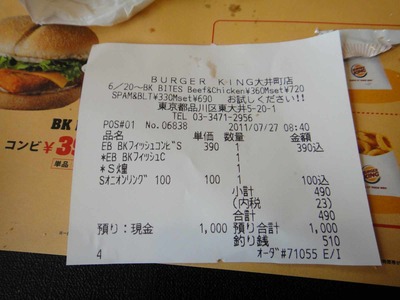 BURGER KING大井町店
6／20～BK BITES Beef&Chicken¥360Mset¥720
SPAM&BLT¥330Mset¥690 お試しください!!
東京都品川区東大井5-20-1
TEL 03-3471-2956
POS#01 No.06838 2011/07/27 08:40
品名 単価 数量 金額
EB BKフィッシュコンビS 390 1 390込
*EB BKフィッシュC 1
*S煌 1
Sオニオンリング 100 100 1 100込
小計 490
(内税 23)
合計 490
預り：現金 1,000 預り合計 1,000
釣り銭 510
4 オーダ#71055 E/I
BK
コンビ ¥39
単品